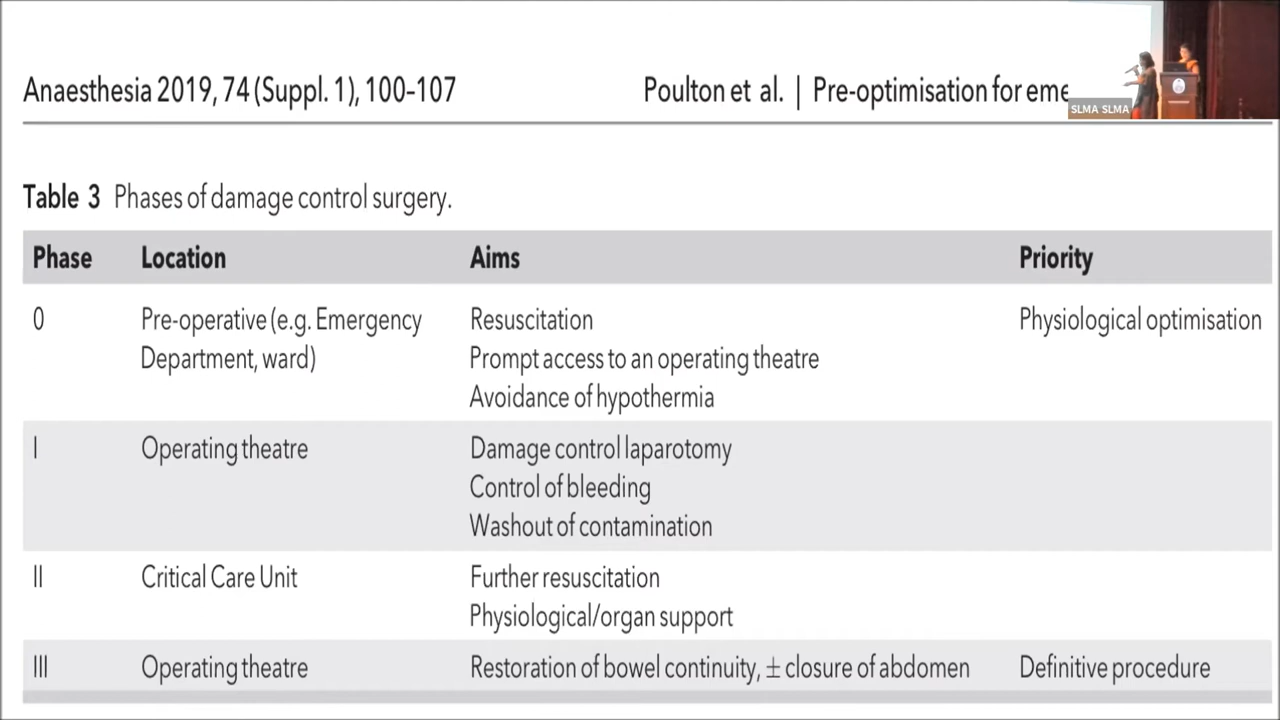 Anaesthesia 2019, 74 (Suppl. 1), 100–107
Poulton et al. | Pre-optimisation for eme
SLMA SLMA
Table 3 Phases of damage control surgery.
Phase Location Aims Priority
0 Pre-operative (e.g. Emergency Resuscitation Physiological optimisation
Department, ward) Prompt access to an operating theatre
Avoidance of hypothermia
I Operating theatre Damage control laparotomy
Control of bleeding
Washout of contamination
II Critical Care Unit Further resuscitation
Physiological/organ support
III Operating theatre Restoration of bowel continuity, ± closure of abdomen Definitive procedure